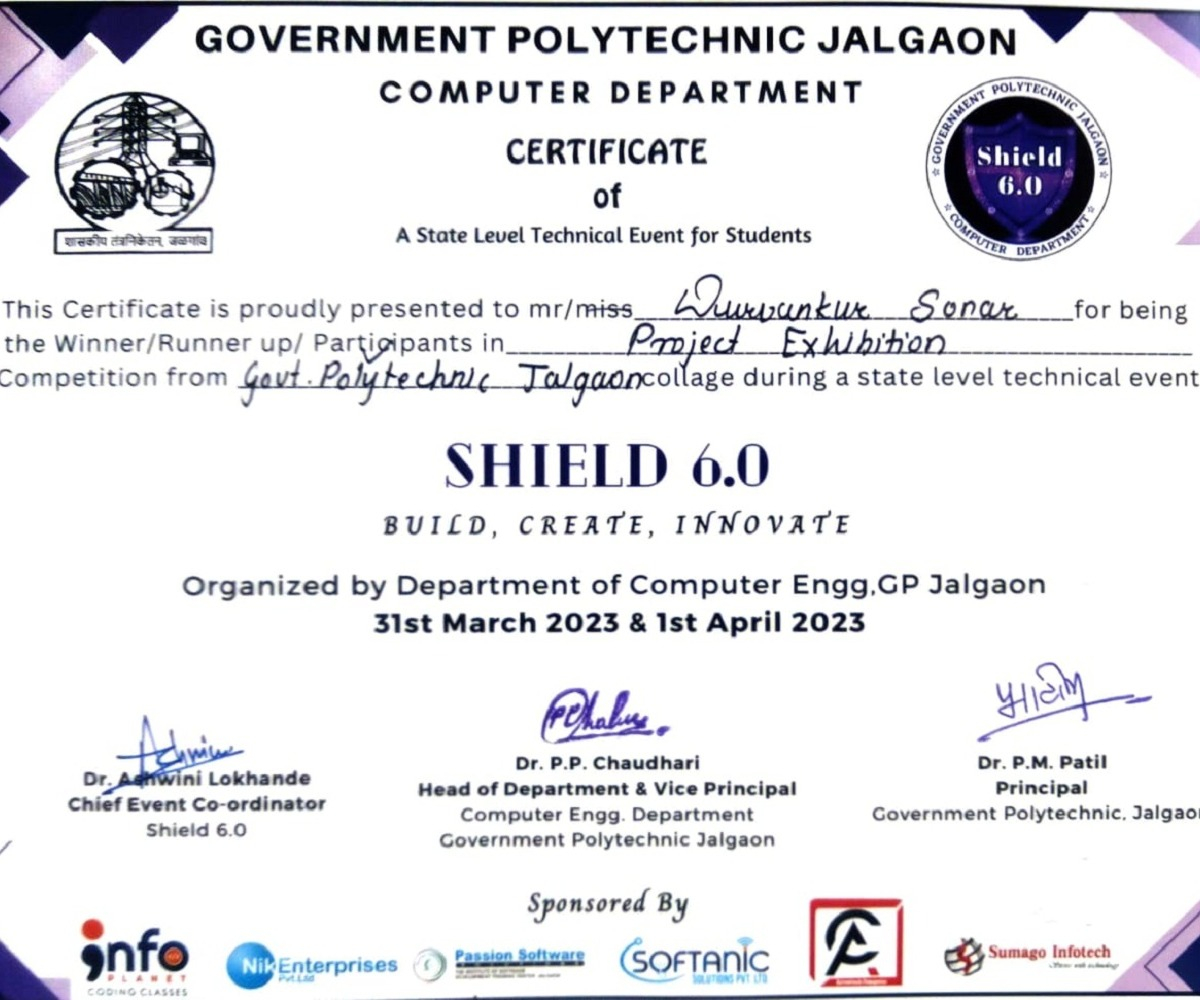 GOVERNMENT POLYTECHNIC JALGAON
COMPUTER DEPARTMENT
शासकीय तंत्रनिकेतन, जळगांव
GOVERNMENT POLYTECHNIC JALGAON
Shield
6.0
COMPUTER DEPARTMENT
CERTIFICATE
of
A State Level Technical Event for Students
This Certificate is proudly presented to mr/miss Durvankur Sonar for being
the Winner/Runner up/ Participants in Project Exhibition
Competition from Govt. Polytechnic Jalgaon collage during a state level technical event
SHIELD 6.0
BUILD, CREATE, INNOVATE
Organized by Department of Computer Engg,GP Jalgaon
31st March 2023 & 1st April 2023
Dr. Ashwini Lokhande
Chief Event Co-ordinator
Shield 6.0
Dr. P.P. Chaudhari
Head of Department & Vice Principal
Computer Engg. Department
Government Polytechnic Jalgaon
Dr. P.M. Patil
Principal
Government Polytechnic, Jalgaon
Sponsored By
info
PLANET
CODING CLASSES
Nik Enterprises
Pvt.Ltd
Passion Software
SOFTANIC
SOLUTIONS PVT LTD
Sumago Infotech